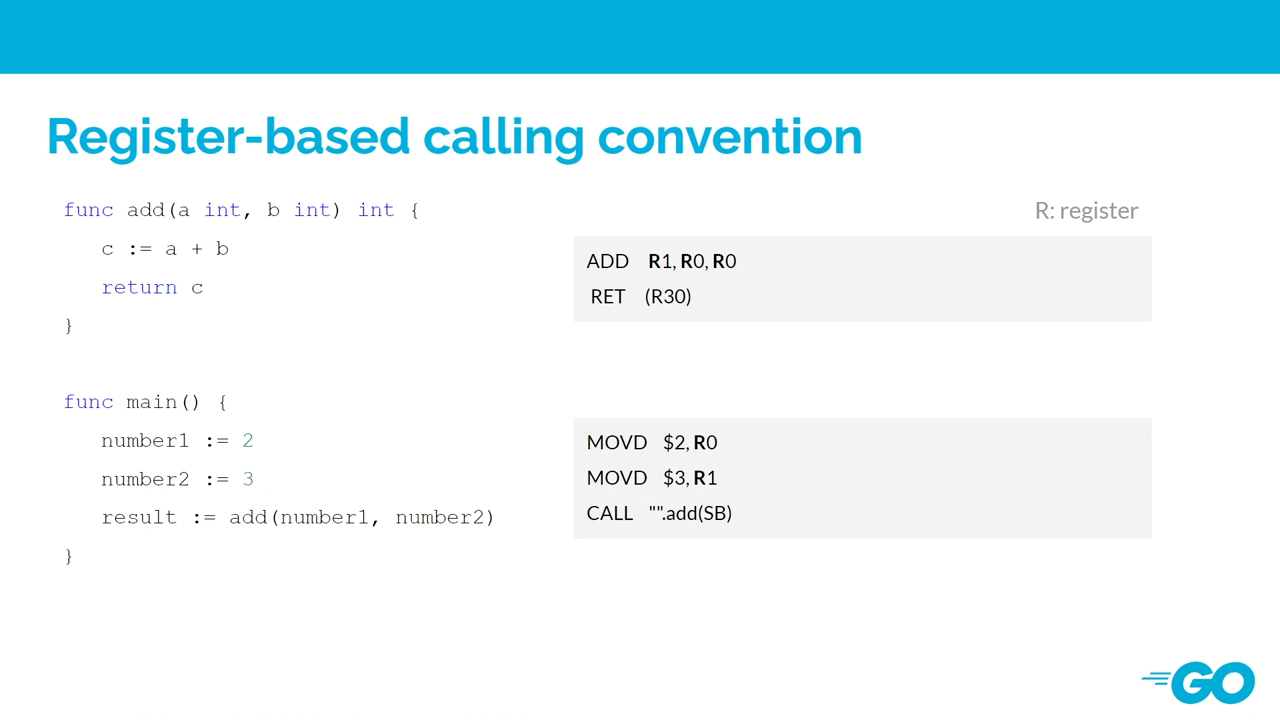 Register-based calling convention
func add(a int, b int) int {
c := a + b
return c
}
func main() {
number1 := 2
number2 := 3
result := add(number1, number2)
}
R: register
ADD R1, R0, R0
RET (R30)
MOVD $2, R0
MOVD $3, R1
CALL "".add(SB)
GO